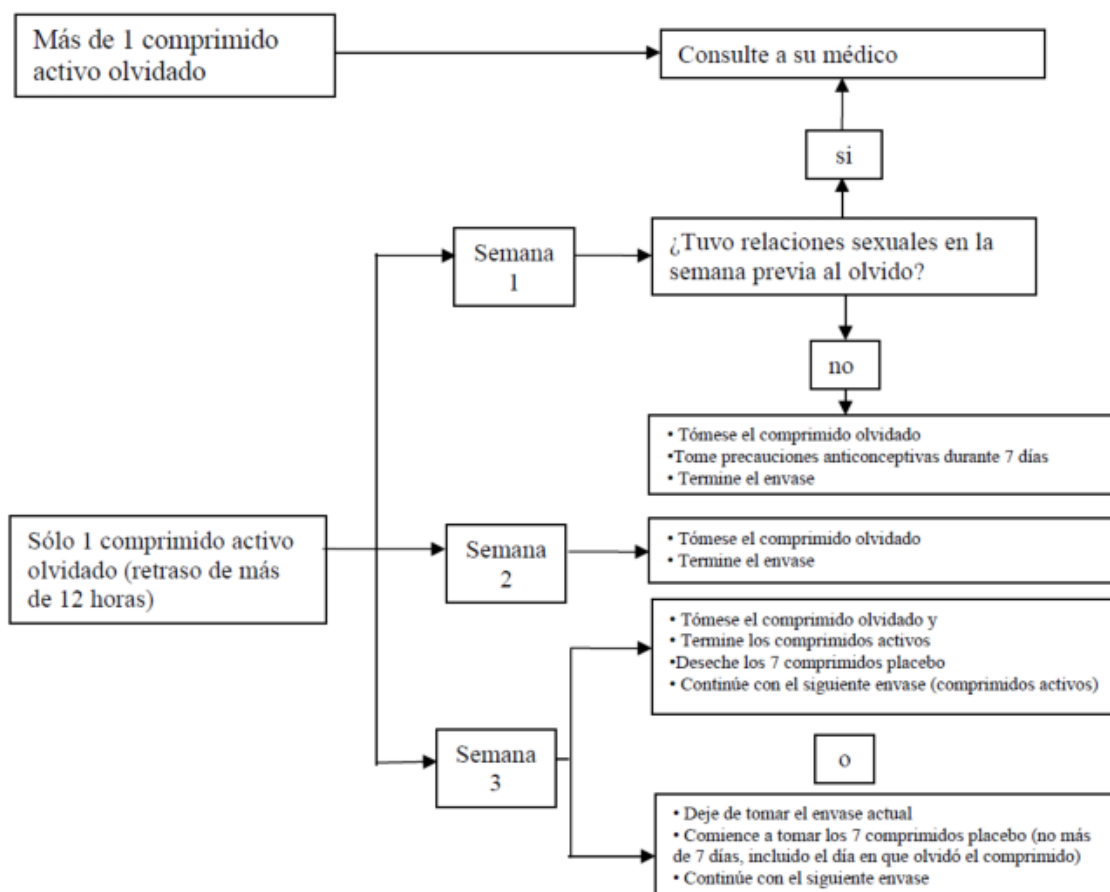 Más de 1 comprimido
activo olvidado
Consulte a su médico
si
Semana
1
¿Tuvo relaciones sexuales en la
semana previa al olvido?
no
• Tómese el comprimido olvidado
•Tome precauciones anticonceptivas durante 7 días
• Termine el envase
Sólo 1 comprimido activo
olvidado (retraso de más
de 12 horas)
Semana
2
• Tómese el comprimido olvidado
• Termine el envase
Semana
3
• Tómese el comprimido olvidado y
• Termine los comprimidos activos
•Deseche los 7 comprimidos placebo
• Continúe con el siguiente envase (comprimidos activos)
o
• Deje de tomar el envase actual
• Comience a tomar los 7 comprimidos placebo (no más
de 7 días, incluido el día en que olvidó el comprimido)
• Continúe con el siguiente envase